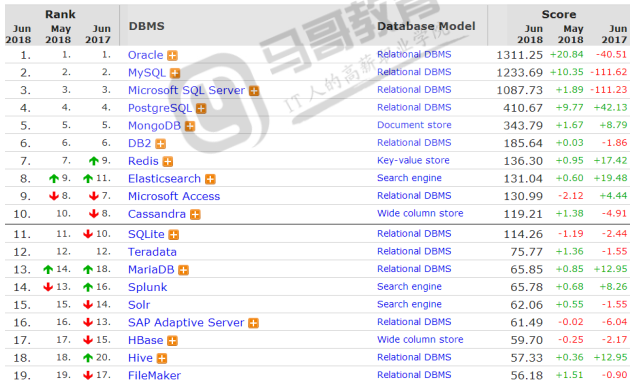 Rank Score
Jun 2018 May 2018 Jun 2017 DBMS Database Model Jun 2018 May 2018 Jun 2017
1. 1. 1. Oracle Relational DBMS 1311.25 +20.84 -40.51
2. 2. 2. MySQL Relational DBMS 1233.69 +10.35 -111.62
3. 3. 3. Microsoft SQL Server Relational DBMS 1087.73 +1.89 -111.23
4. 4. 4. PostgreSQL Relational DBMS 410.67 +9.77 +42.13
5. 5. 5. MongoDB Document store 343.79 +1.67 +8.79
6. 6. 6. DB2 Relational DBMS 185.64 +0.03 -1.86
7. 7. 9. Redis Key-value store 136.30 +0.95 +17.42
8. 9. 11. Elasticsearch Search engine 131.04 +0.60 +19.48
9. 8. 7. Microsoft Access Relational DBMS 130.99 -2.12 +4.44
10. 10. 8. Cassandra Wide column store 119.21 +1.38 -4.91
11. 11. 10. SQLite Relational DBMS 114.26 -1.19 -2.44
12. 12. 12. Teradata Relational DBMS 75.77 +1.36 -1.55
13. 14. 18. MariaDB Relational DBMS 65.85 +0.85 +12.95
14. 13. 16. Splunk Search engine 65.78 +0.68 +8.26
15. 15. 14. Solr Search engine 62.06 +0.55 -1.55
16. 16. 13. SAP Adaptive Server Relational DBMS 61.49 -0.02 -6.04
17. 17. 15. HBase Wide column store 59.70 -0.25 -2.17
18. 18. 20. Hive Relational DBMS 57.33 +0.36 +12.95
19. 19. 17. FileMaker Relational DBMS 56.18 +1.51 -0.90
马哥教育
IT人的高薪职业学院